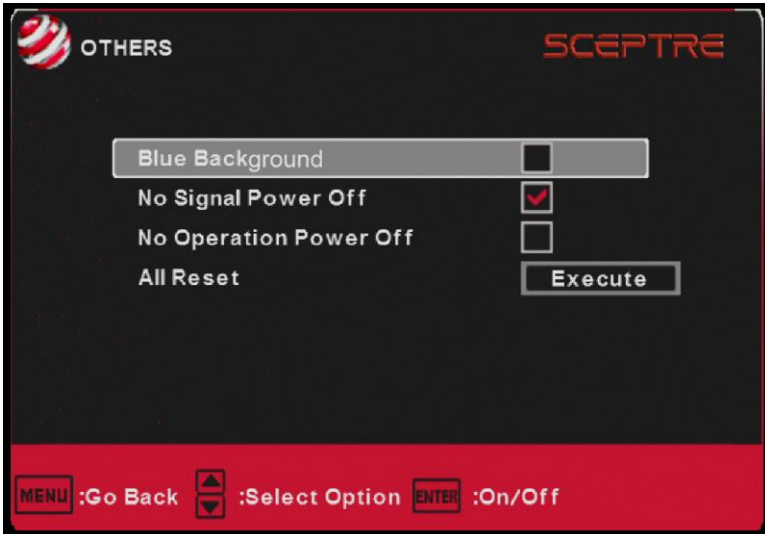 OTHERS SCEPTRE
Blue Background
No Signal Power Off
No Operation Power Off
All Reset Execute
MENU :Go Back :Select Option ENTER :On/Off